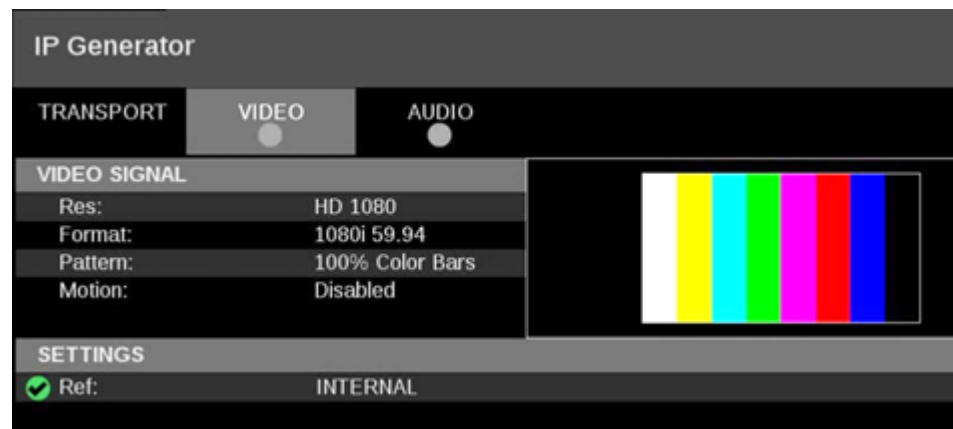 IP Generator
TRANSPORT VIDEO AUDIO
VIDEO SIGNAL
Res: HD 1080
Format: 1080i 59.94
Pattern: 100% Color Bars
Motion: Disabled
SETTINGS
Ref: INTERNAL